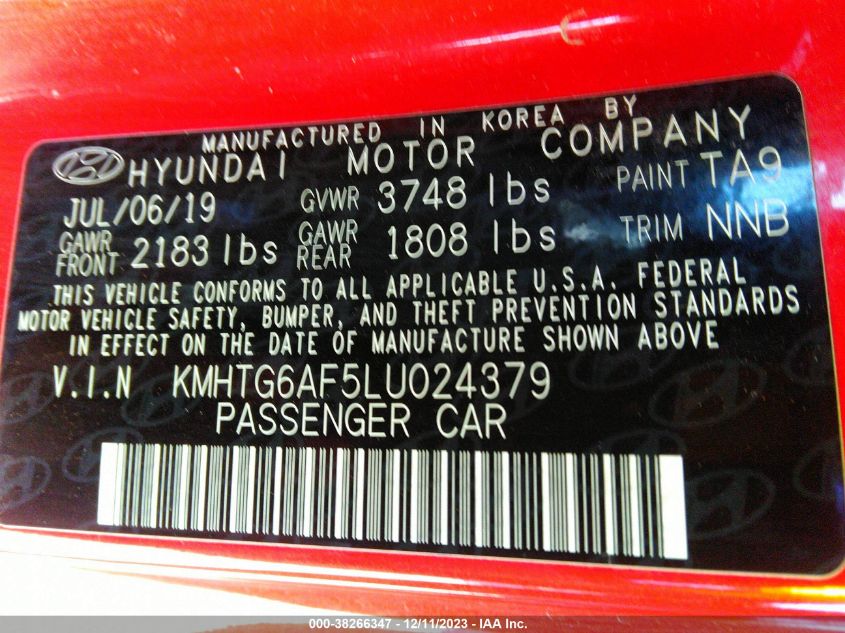 MANUFACTURED IN KOREA BY
HYUNDAI MOTOR COMPANY
JUL/06/19 GVWR 3748 lbs PAINT TA9
GAWR FRONT 2183 lbs GAWR REAR 1808 lbs TRIM NNB
THIS VEHICLE CONFORMS TO ALL APPLICABLE U.S.A. FEDERAL
MOTOR VEHICLE SAFETY, BUMPER, AND THEFT PREVENTION STANDARDS
IN EFFECT ON THE DATE OF MANUFACTURE SHOWN ABOVE
V.I.N KMHTG6AF5LU024379
PASSENGER CAR
000-38266347 - 12/11/2023 - IAA Inc.